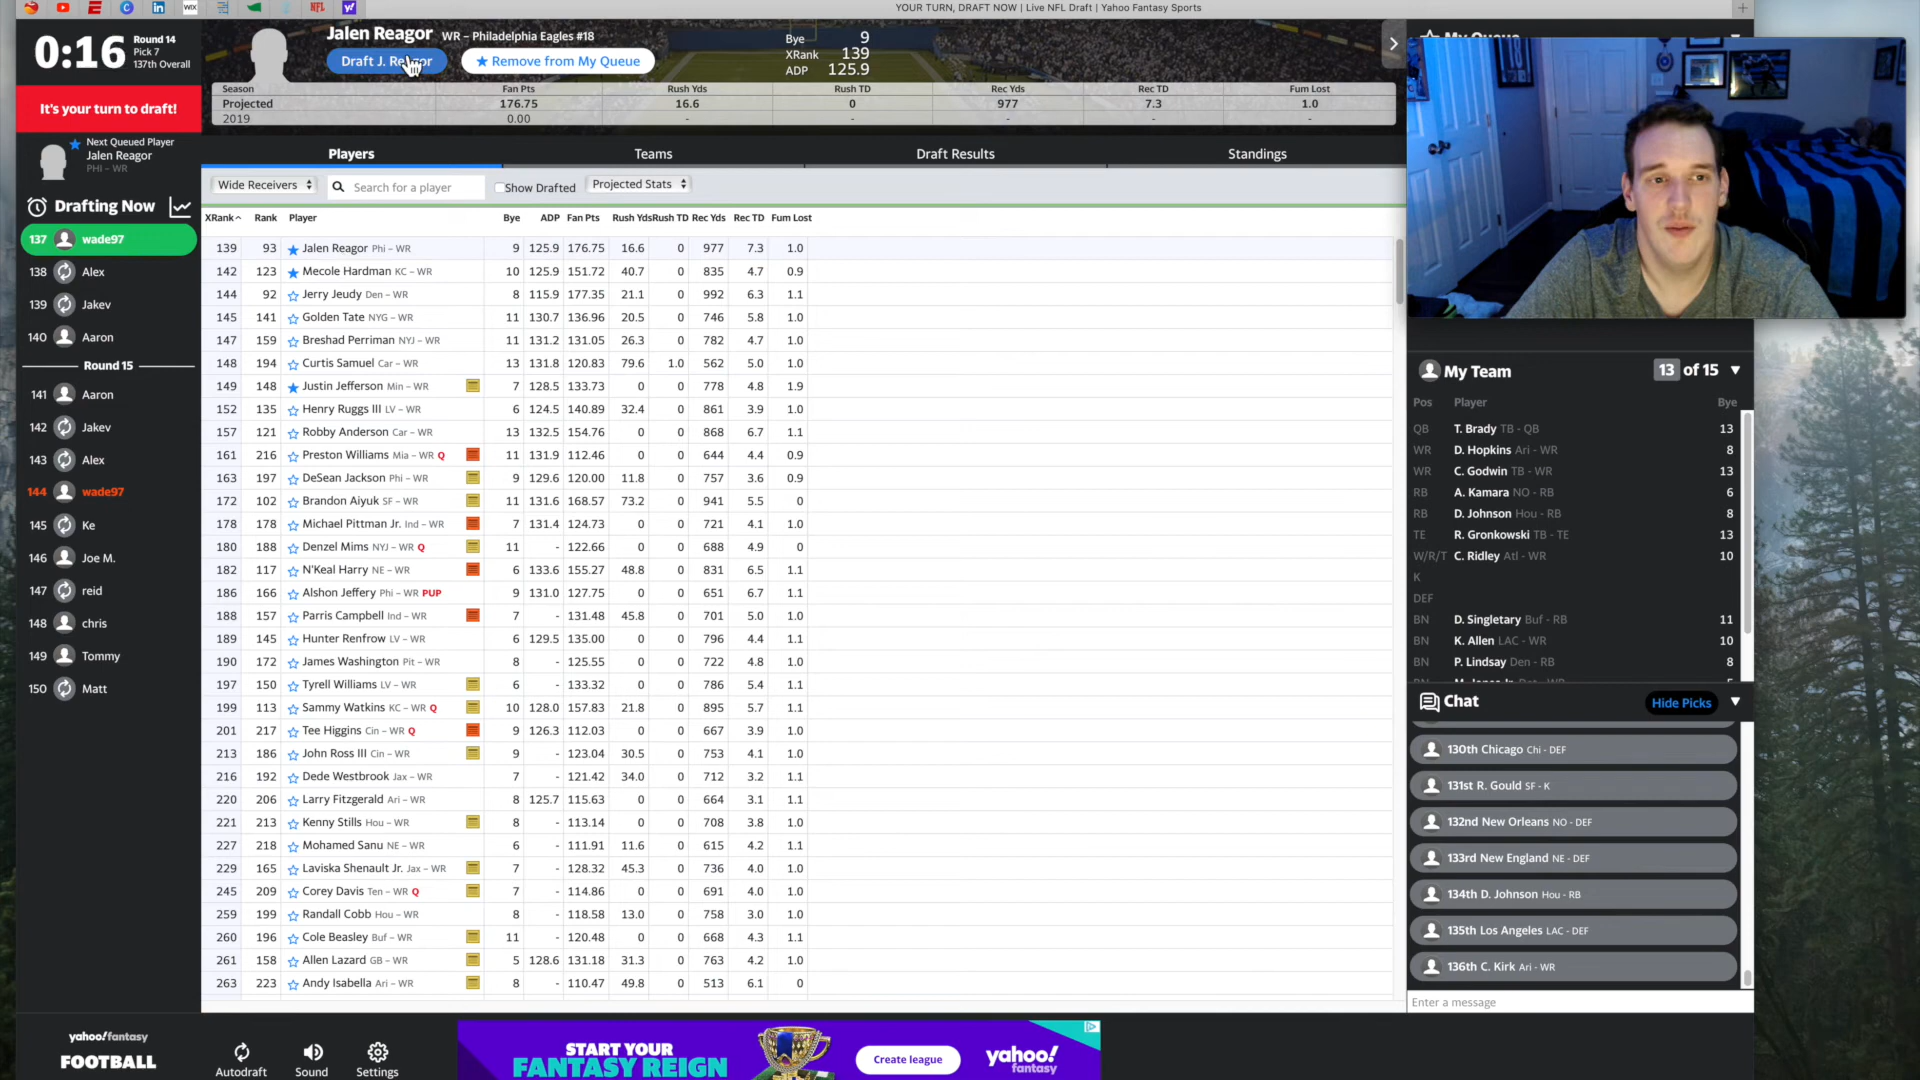 YOUR TURN, DRAFT NOW | Live NFL Draft | Yahoo Fantasy Sports
0:16
Round 14
Pick 7
137th Overall
It's your turn to draft!
Next Queued Player
Jalen Reagor
PHI – WR
Drafting Now
137 wade97
138 Alex
139 Jakev
140 Aaron
Round 15
141 Aaron
142 Jakev
143 Alex
144 wade97
145 Ke
146 Joe M.
147 reid
148 chris
149 Tommy
150 Matt
yahoo!fantasy
FOOTBALL
Jalen Reagor WR – Philadelphia Eagles #18
Draft J. Reagor
Remove from My Queue
Bye 9
XRank 139
ADP 125.9
Season Fan Pts Rush Yds Rush TD Rec Yds Rec TD Fum Lost
Projected 176.75 16.6 0 977 7.3 1.0
2019 0.00 - - - - -
Players Teams Draft Results Standings
Wide Receivers Search for a player Show Drafted Projected Stats
XRank Rank Player Bye ADP Fan Pts Rush Yds Rush TD Rec Yds Rec TD Fum Lost
139 93 Jalen Reagor Phi – WR 9 125.9 176.75 16.6 0 977 7.3 1.0
142 123 Mecole Hardman KC – WR 10 125.9 151.72 40.7 0 835 4.7 0.9
144 92 Jerry Jeudy Den – WR 8 115.9 177.35 21.1 0 992 6.3 1.1
145 141 Golden Tate NYG – WR 11 130.7 136.96 20.5 0 746 5.8 1.0
147 159 Breshad Perriman NYJ – WR 11 131.2 131.05 26.3 0 782 4.7 1.0
148 194 Curtis Samuel Car – WR 13 131.8 120.83 79.6 1.0 562 5.0 1.0
149 148 Justin Jefferson Min – WR 7 128.5 133.73 0 0 778 4.8 1.9
152 135 Henry Ruggs III LV – WR 6 124.5 140.89 32.4 0 861 3.9 1.0
157 121 Robby Anderson Car – WR 13 132.5 154.76 0 0 868 6.7 1.1
161 216 Preston Williams Mia – WR Q 11 131.9 112.46 0 0 644 4.4 0.9
163 197 DeSean Jackson Phi – WR 9 129.6 120.00 11.8 0 757 3.6 0.9
172 102 Brandon Aiyuk SF – WR 11 131.6 168.57 73.2 0 941 5.5 0
178 178 Michael Pittman Jr. Ind – WR 7 131.4 124.73 0 0 721 4.1 1.0
180 188 Denzel Mims NYJ – WR Q 11 - 122.66 0 0 688 4.9 0
182 117 N'Keal Harry NE – WR 6 133.6 155.27 48.8 0 831 6.5 1.1
186 166 Alshon Jeffery Phi – WR PUP 9 131.0 127.75 0 0 651 6.7 1.1
188 157 Parris Campbell Ind – WR 7 - 131.48 45.8 0 701 5.0 1.0
189 145 Hunter Renfrow LV – WR 6 129.5 135.00 0 0 796 4.4 1.1
190 172 James Washington Pit – WR 8 - 125.55 0 0 722 4.8 1.0
197 150 Tyrell Williams LV – WR 6 - 133.32 0 0 786 5.4 1.1
199 113 Sammy Watkins KC – WR Q 10 128.0 157.83 21.8 0 895 5.7 1.1
201 217 Tee Higgins Cin – WR Q 9 126.3 112.03 0 0 667 3.9 1.0
213 186 John Ross III Cin – WR 9 - 123.04 30.5 0 753 4.1 1.0
216 192 Dede Westbrook Jax – WR 7 - 121.42 34.0 0 712 3.2 1.1
220 206 Larry Fitzgerald Ari – WR 8 125.7 115.63 0 0 664 3.1 1.1
221 213 Kenny Stills Hou – WR 8 - 113.14 0 0 708 3.8 1.0
227 218 Mohamed Sanu NE – WR 6 - 111.91 11.6 0 615 4.2 1.1
229 165 Laviska Shenault Jr. Jax – WR 7 - 128.32 45.3 0 736 4.0 1.0
245 209 Corey Davis Ten – WR Q 7 - 114.86 0 0 691 4.0 1.0
259 199 Randall Cobb Hou – WR 8 - 118.58 13.0 0 758 3.0 1.0
260 196 Cole Beasley Buf – WR 11 - 120.48 0 0 668 4.3 1.1
261 158 Allen Lazard GB – WR 5 128.6 131.18 31.3 0 763 4.2 1.0
263 223 Andy Isabella Ari – WR 8 - 110.47 49.8 0 513 6.1 0
Autodraft Sound Settings
START YOUR
FANTASY REIGN
Create league
yahoo!
fantasy
My Team 13 of 15
Pos Player Bye
QB T. Brady TB - QB 13
WR D. Hopkins Ari - WR 8
WR C. Godwin TB - WR 13
RB A. Kamara NO - RB 6
RB D. Johnson Hou - RB 8
TE R. Gronkowski TB - TE 13
W/R/T C. Ridley Atl - WR 10
K
DEF
BN D. Singletary Buf - RB 11
BN K. Allen LAC - WR 10
BN P. Lindsay Den - RB 8
Chat Hide Picks
130th Chicago Chi - DEF
131st R. Gould SF - K
132nd New Orleans NO - DEF
133rd New England NE - DEF
134th D. Johnson Hou - RB
135th Los Angeles LAC - DEF
136th C. Kirk Ari - WR
Enter a message